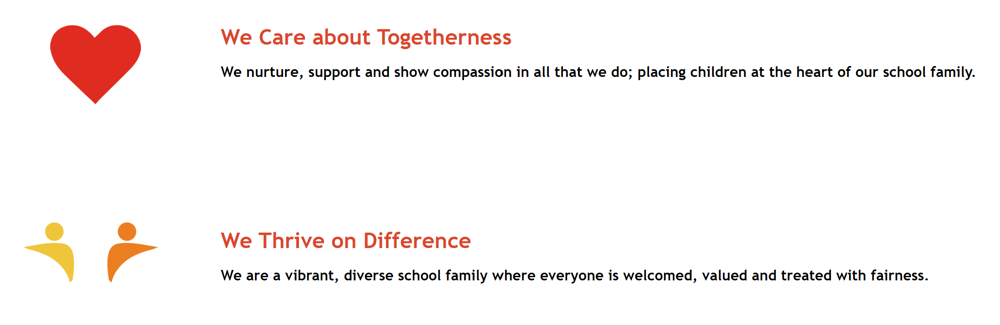 We Care about Togetherness
We nurture, support and show compassion in all that we do; placing children at the heart of our school family.
We Thrive on Difference
We are a vibrant, diverse school family where everyone is welcomed, valued and treated with fairness.